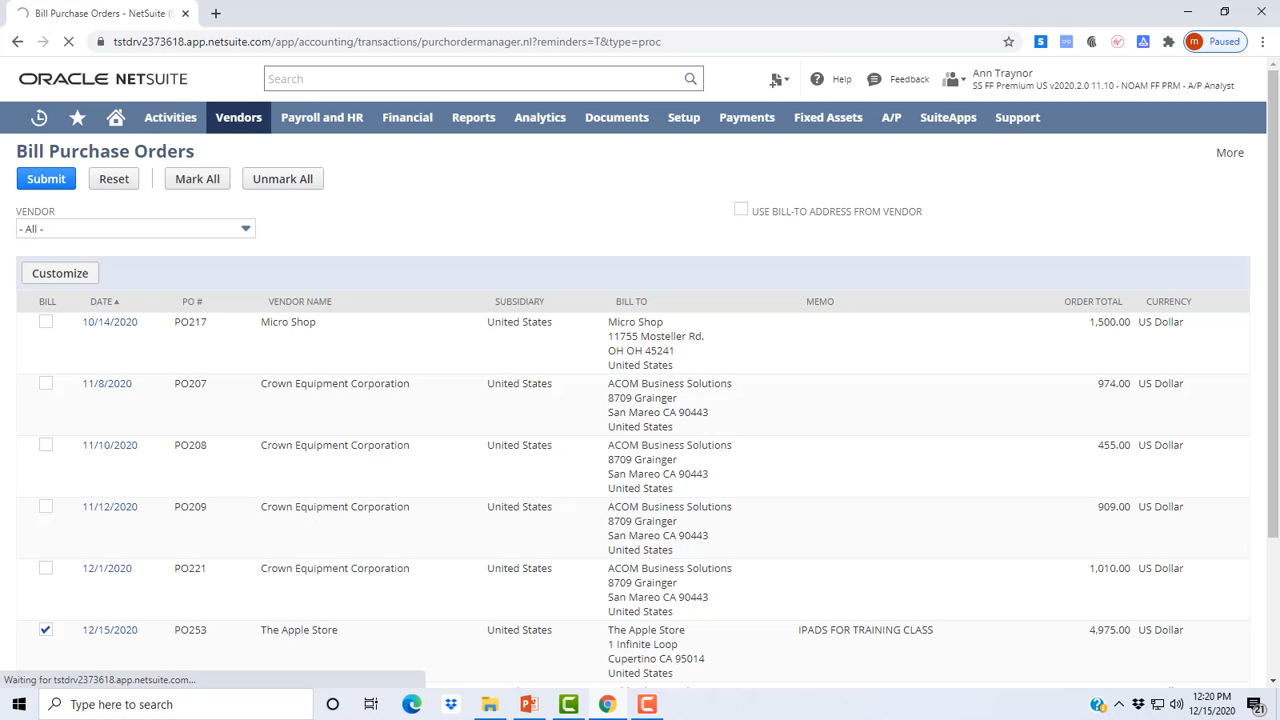 Bill Purchase Orders - NetSuite (S
tstdrv2373618.app.netsuite.com/app/accounting/transactions/purchordermanager.nl?reminders=T&type=proc
m Paused
ORACLE NETSUITE
Search
Help
Feedback
Ann Traynor
SS FF Premium US v2020.2.0 11.10 - NOAM FF PRM - A/P Analyst
Activities Vendors Payroll and HR Financial Reports Analytics Documents Setup Payments Fixed Assets A/P SuiteApps Support
Bill Purchase Orders
More
Submit Reset Mark All Unmark All
VENDOR
- All -
USE BILL-TO ADDRESS FROM VENDOR
Customize
BILL DATE PO # VENDOR NAME SUBSIDIARY BILL TO MEMO ORDER TOTAL CURRENCY
10/14/2020 PO217 Micro Shop United States Micro Shop 1,500.00 US Dollar
11755 Mosteller Rd.
OH OH 45241
United States
11/8/2020 PO207 Crown Equipment Corporation United States ACOM Business Solutions 974.00 US Dollar
8709 Grainger
San Mareo CA 90443
United States
11/10/2020 PO208 Crown Equipment Corporation United States ACOM Business Solutions 455.00 US Dollar
8709 Grainger
San Mareo CA 90443
United States
11/12/2020 PO209 Crown Equipment Corporation United States ACOM Business Solutions 909.00 US Dollar
8709 Grainger
San Mareo CA 90443
United States
12/1/2020 PO221 Crown Equipment Corporation United States ACOM Business Solutions 1,010.00 US Dollar
8709 Grainger
San Mareo CA 90443
United States
12/15/2020 PO253 The Apple Store United States The Apple Store IPADS FOR TRAINING CLASS 4,975.00 US Dollar
1 Infinite Loop
Cupertino CA 95014
United States
Waiting for tstdrv2373618.app.netsuite.com...
Type here to search
12:20 PM
12/15/2020
21